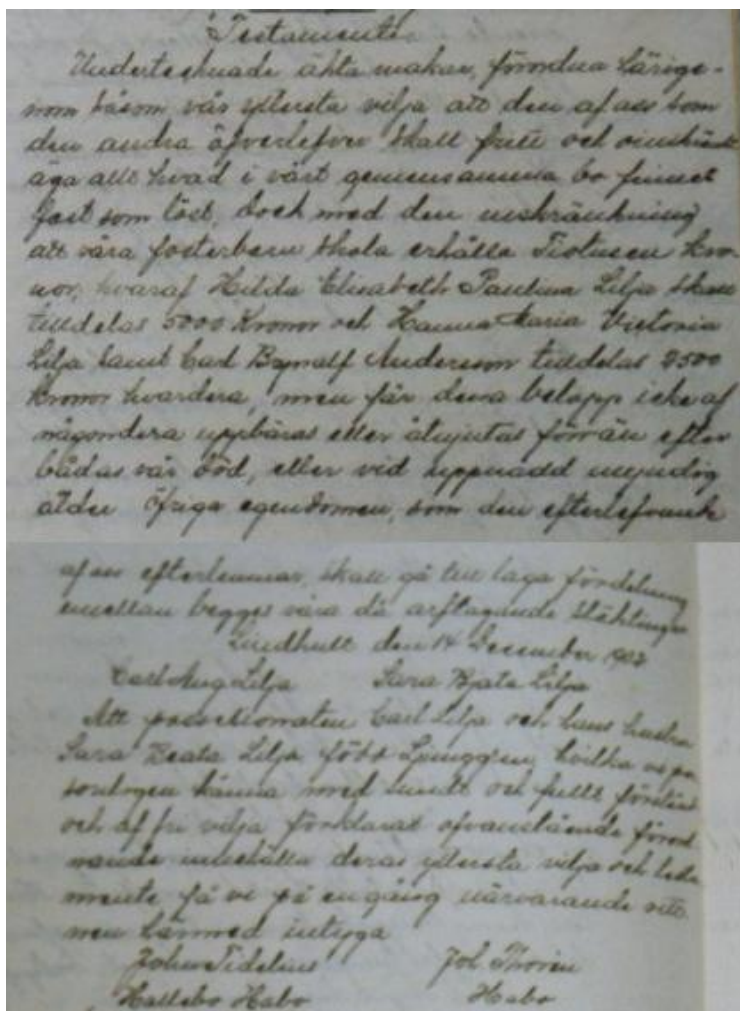 Testamente.
Undertecknade äkta makar, förordna härige-
nom såsom vår yttersta vilja att den af oss som
den andra öfverlefver skall fritt och oinskränkt
äga allt hvad i vårt gemensamma bo finnes
fast som löst, dock med den inskränkning
att våra fosterbarn skola erhålla Tiotusen Kro-
nor, hvaraf Hilda Elisabeth Paulina Lilja skall
tilldelas 5000 Kronor och Hanna Maria Victoria
Lilja samt Carl Andersson tilldelas 2500
Kronor hvardera, men får dessa belopp icke af
någondera uppbäras eller åtnjutas förrän efter
bådas vår död, eller vid uppnådd myndig
ålder öfriga egendomen, som den efterlefvande
af oss efterlemnar, skall gå till laga fördelning
emellan begges våra då arftagande släktingar
Lindhult den 14 December 1902
Carl Aug Lilja Sara Beata Lilja
Att possessionaten Carl Lilja och hans hustru
Sara Beata Lilja född Ljunggren, hvilka vi per
sonligen känna med sundt och fullt förstånd
och af fri vilja förklarat ofvanstående förord
nande innehålla deras yttersta vilja och testa
mente få vi på en gång närvarande vitt
nen härmed intyga
John Tidelius Joh. Thorén
Hallebo Habo Habo